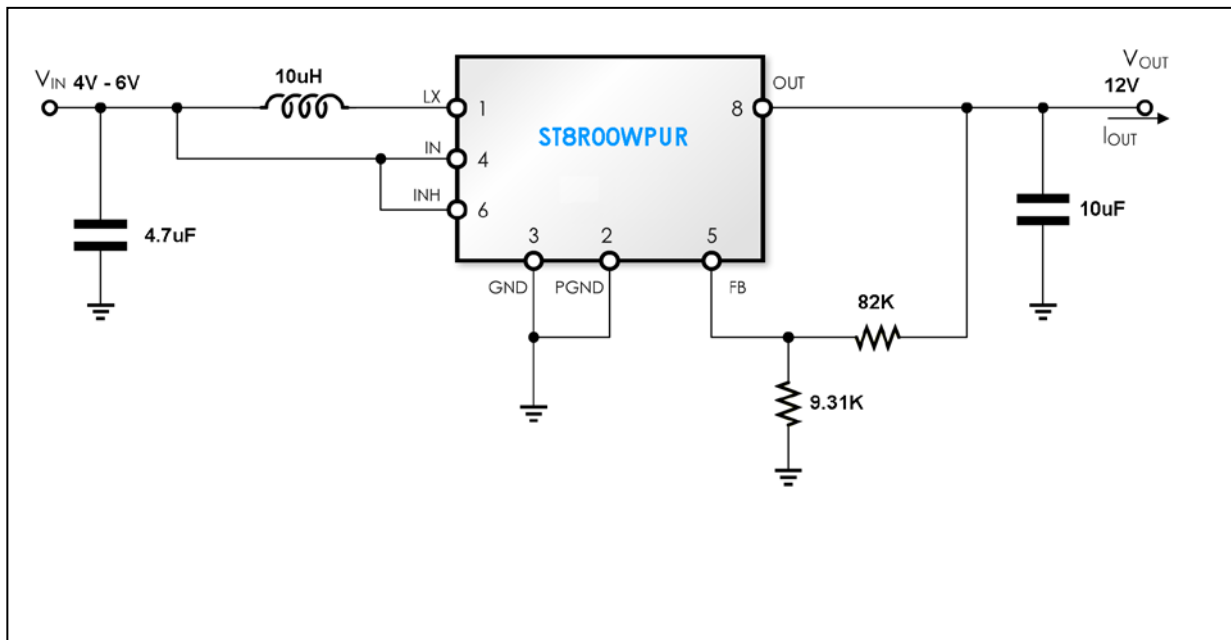 VIN 4V - 6V
10uH
LX
1
IN
4
INH
6
ST8R00WPUR
OUT
8
VOUT
12V
IOUT
4.7uF
10uF
3
2
5
GND
PGND
FB
82K
9.31K